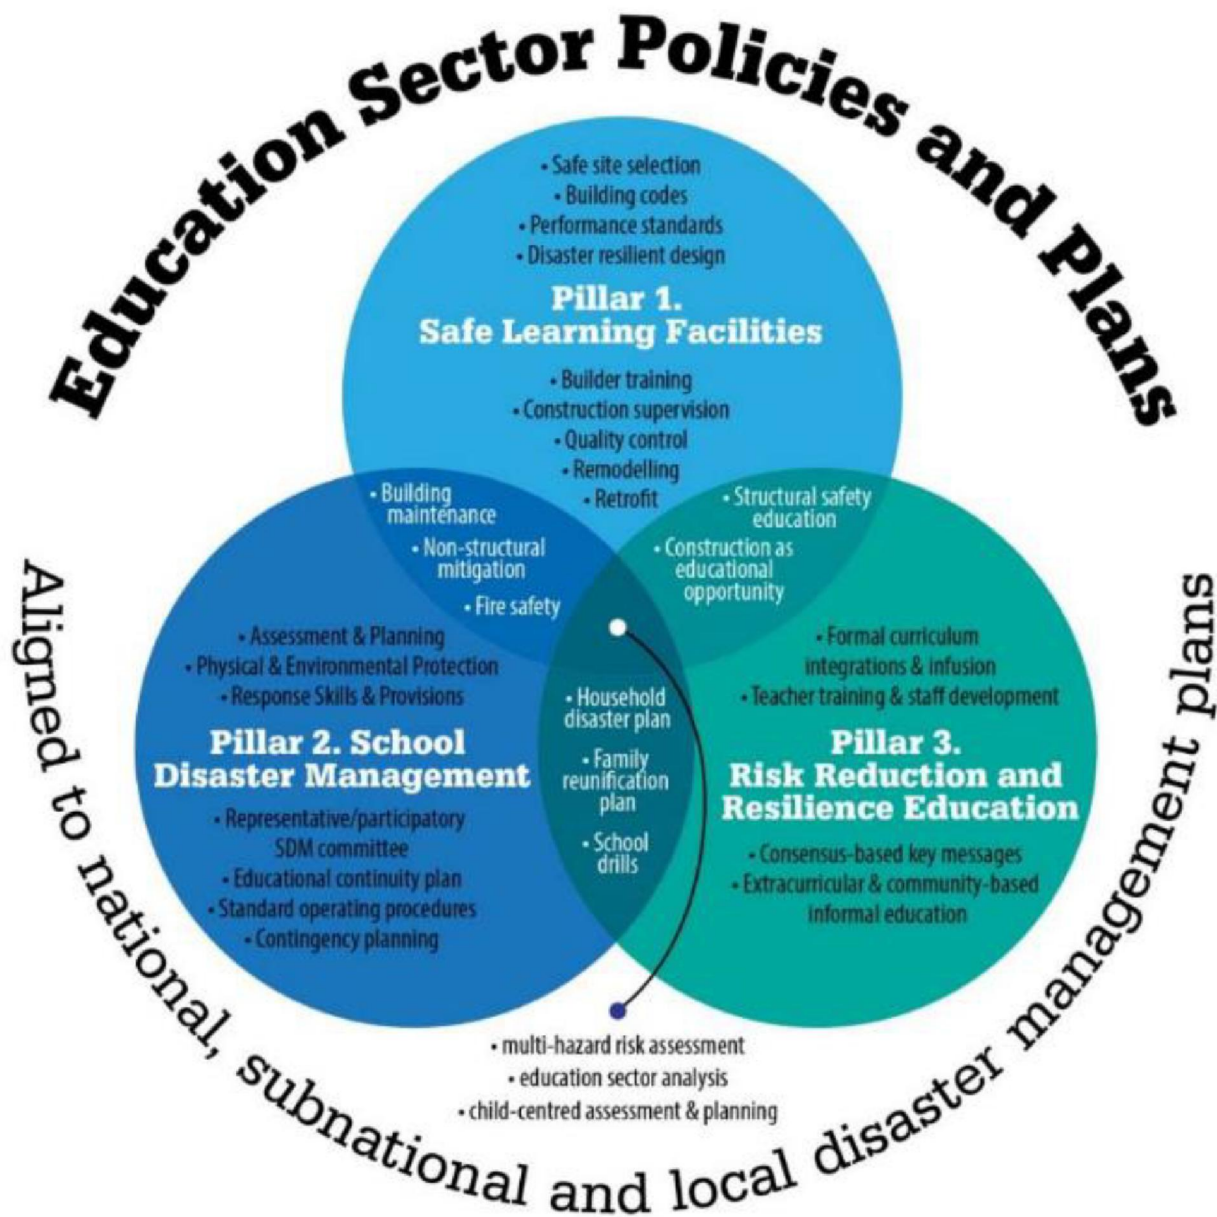 Education Sector Policies and Plans
• Safe site selection
• Building codes
• Performance standards
• Disaster resilient design
Pillar 1.
Safe Learning Facilities
• Builder training
• Construction supervision
• Quality control
• Remodelling
• Retrofit
• Building
maintenance
• Non-structural
mitigation
• Fire safety
• Structural safety
education
• Construction as
educational
opportunity
• Assessment & Planning
• Physical & Environmental Protection
• Response Skills & Provisions
Pillar 2. School
Disaster Management
• Representative/participatory
SDM committee
• Educational continuity plan
• Standard operating procedures
• Contingency planning
• Household
disaster plan
• Family
reunification
plan
• School
drills
• Formal curriculum
integrations & infusion
• Teacher training & staff development
Pillar 3.
Risk Reduction and
Resilience Education
• Consensus-based key messages
• Extracurricular & community-based
informal education
• multi-hazard risk assessment
• education sector analysis
• child-centred assessment & planning
Aligned to national, subnational and local disaster management plans